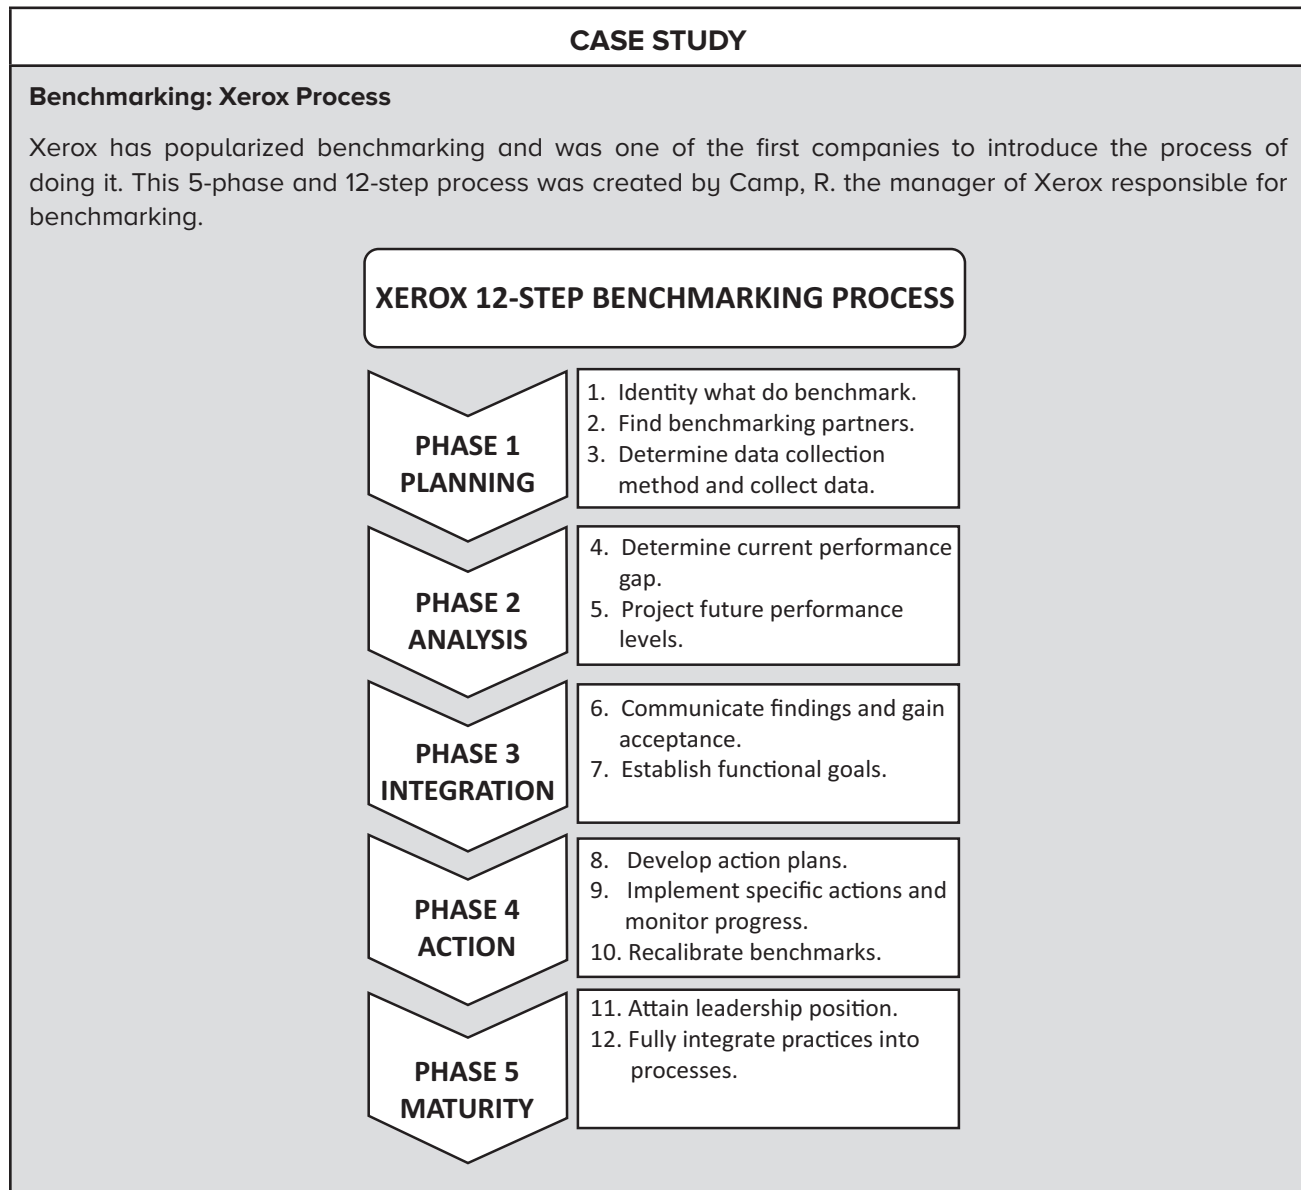 CASE STUDY
Benchmarking: Xerox Process
Xerox has popularized benchmarking and was one of the first companies to introduce the process of
doing it. This 5-phase and 12-step process was created by Camp, R. the manager of Xerox responsible for
benchmarking.
XEROX 12-STEP BENCHMARKING PROCESS
PHASE 1
PLANNING
1. Identity what do benchmark.
2. Find benchmarking partners.
3. Determine data collection
method and collect data.
PHASE 2
ANALYSIS
4. Determine current performance
gap.
5. Project future performance
levels.
PHASE 3
INTEGRATION
6. Communicate findings and gain
acceptance.
7. Establish functional goals.
PHASE 4
ACTION
8. Develop action plans.
9. Implement specific actions and
monitor progress.
10. Recalibrate benchmarks.
PHASE 5
MATURITY
11. Attain leadership position.
12. Fully integrate practices into
processes.